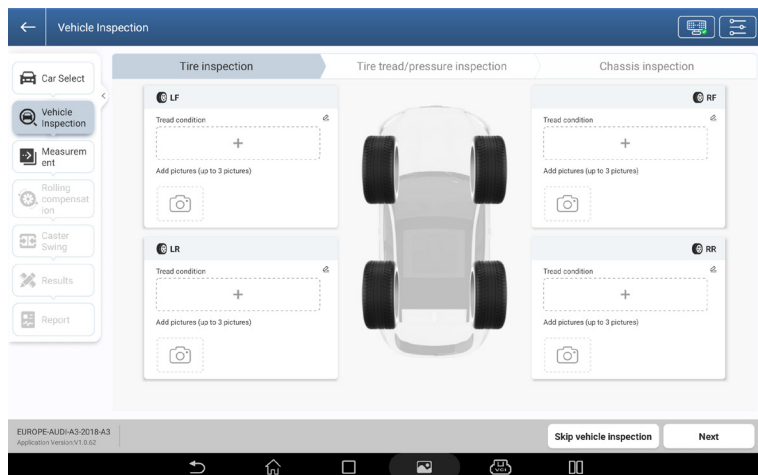 Vehicle Inspection
Tire inspection
Tire tread/pressure inspection
Chassis inspection
Car Select
Vehicle
Inspection
Measurem
ent
Rolling
compensat
ion
Caster
Swing
Results
Report
LF
Tread condition
Add pictures (up to 3 pictures)
RF
Tread condition
Add pictures (up to 3 pictures)
LR
Tread condition
Add pictures (up to 3 pictures)
RR
Tread condition
Add pictures (up to 3 pictures)
EUROPE-AUDI-A3-2018-A3
Application Version:V1.0.62
Skip vehicle inspection
Next
VCI